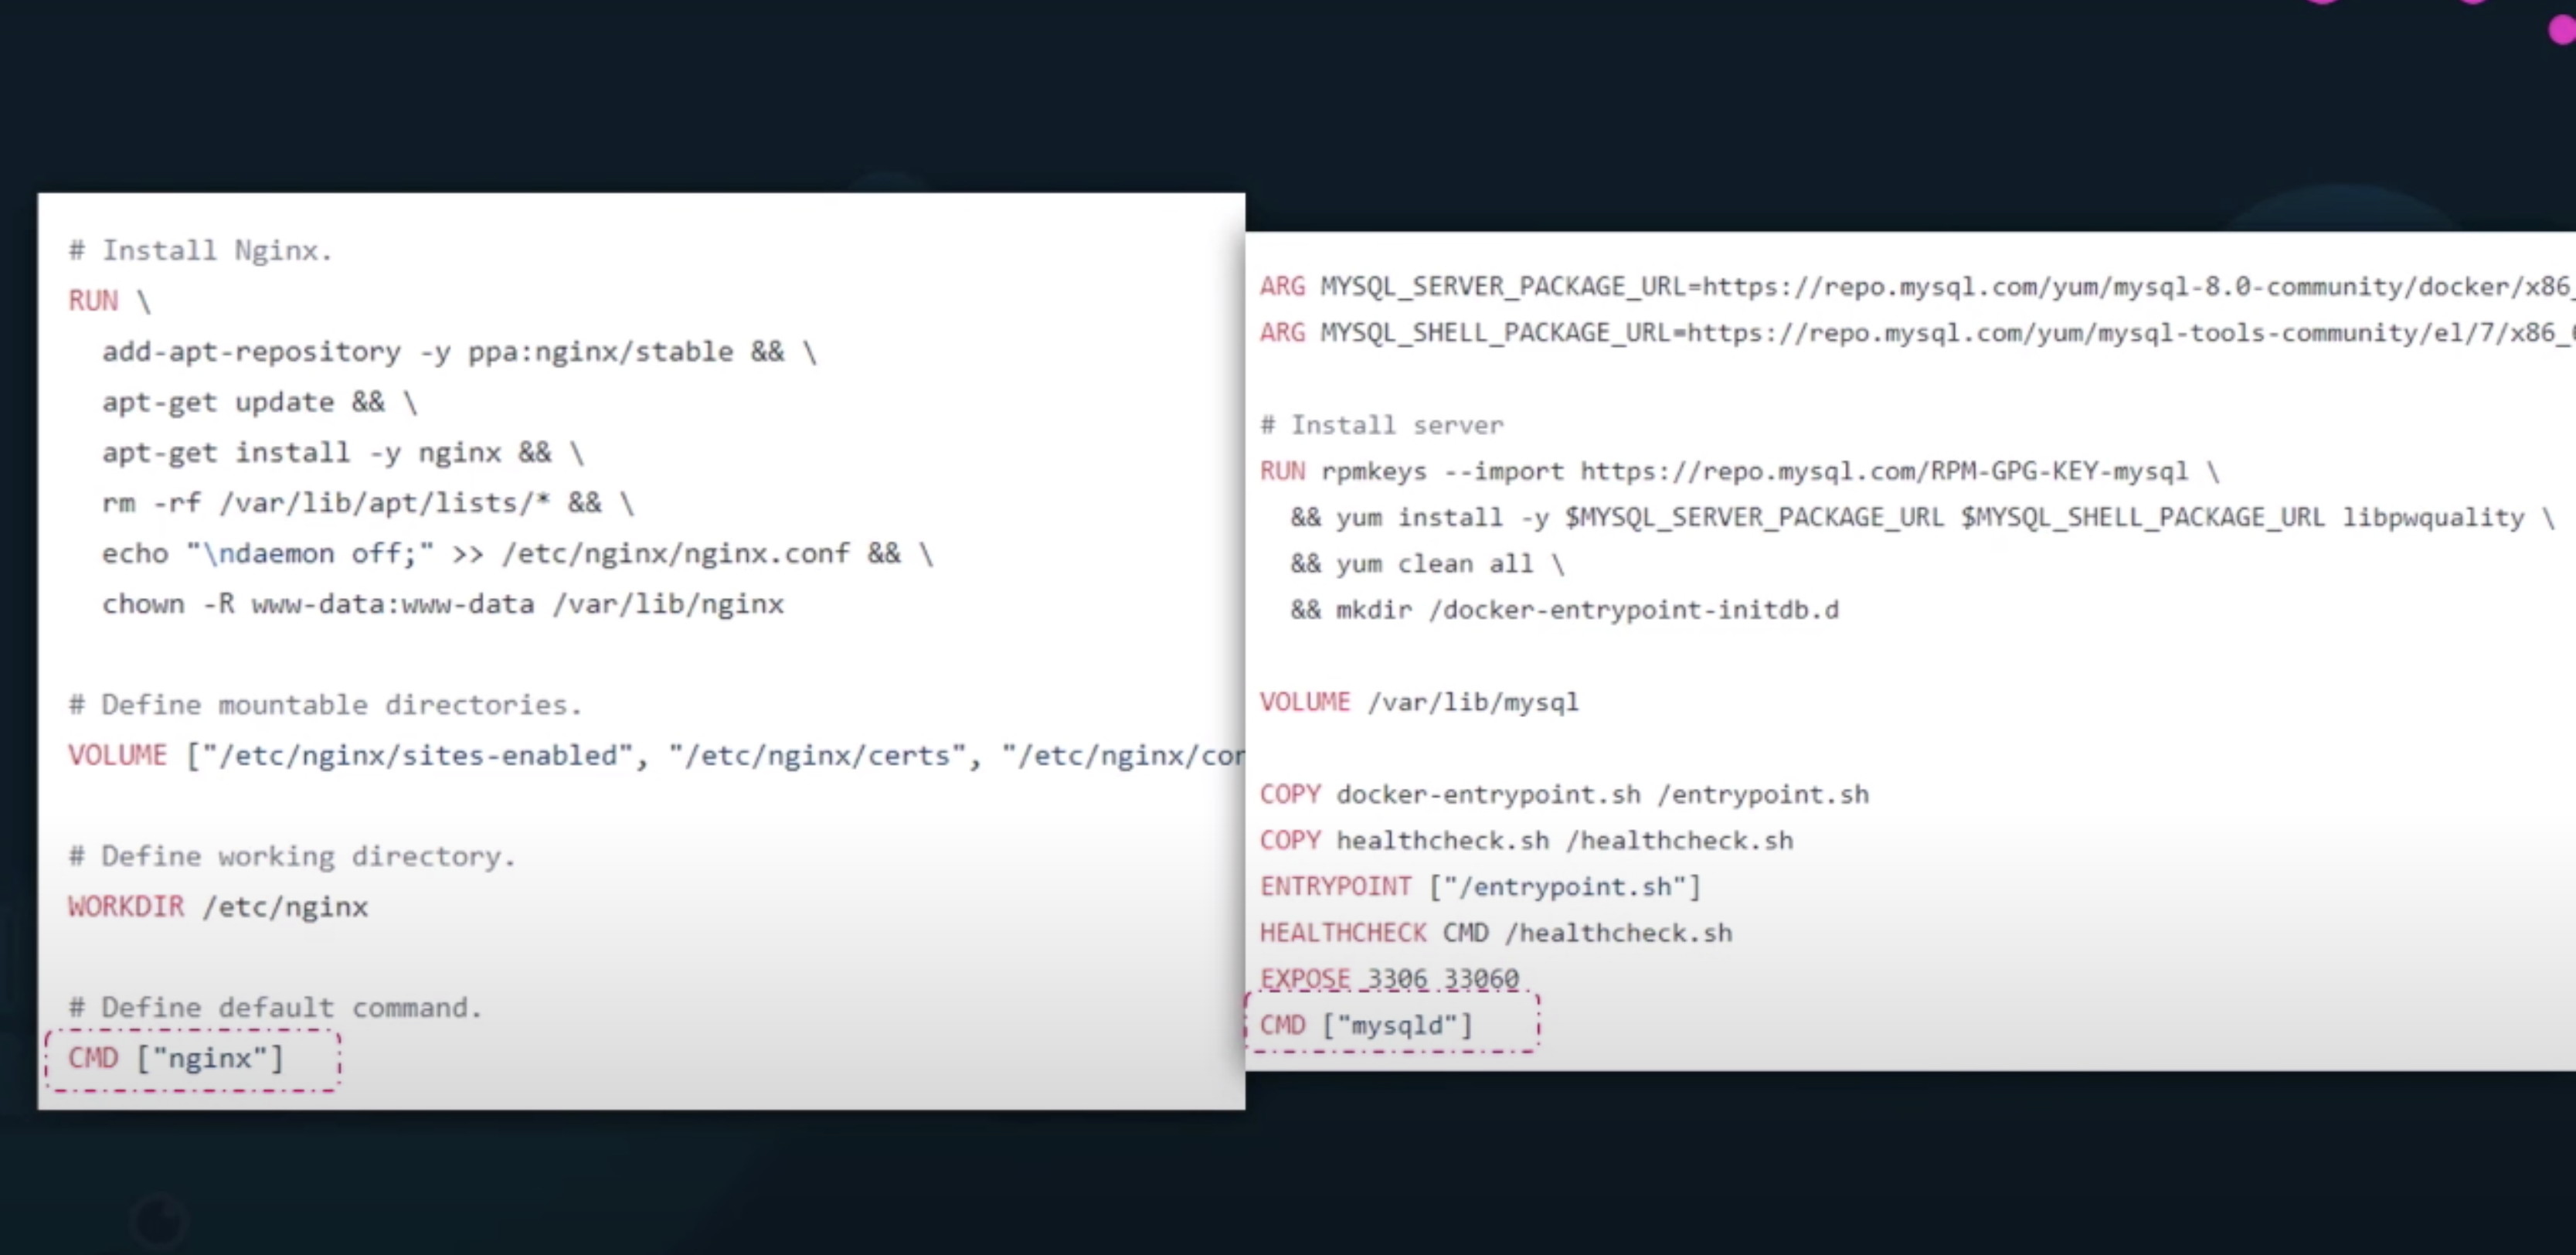 # Install Nginx.
RUN \
  add-apt-repository -y ppa:nginx/stable && \
  apt-get update && \
  apt-get install -y nginx && \
  rm -rf /var/lib/apt/lists/* && \
  echo "\ndaemon off;" >> /etc/nginx/nginx.conf && \
  chown -R www-data:www-data /var/lib/nginx
# Define mountable directories.
VOLUME ["/etc/nginx/sites-enabled", "/etc/nginx/certs", "/etc/nginx/con
# Define working directory.
WORKDIR /etc/nginx
# Define default command.
CMD ["nginx"]
ARG MYSQL_SERVER_PACKAGE_URL=https://repo.mysql.com/yum/mysql-8.0-community/docker/x86_
ARG MYSQL_SHELL_PACKAGE_URL=https://repo.mysql.com/yum/mysql-tools-community/el/7/x86_
# Install server
RUN rpmkeys --import https://repo.mysql.com/RPM-GPG-KEY-mysql \
  && yum install -y $MYSQL_SERVER_PACKAGE_URL $MYSQL_SHELL_PACKAGE_URL libpwquality \
  && yum clean all \
  && mkdir /docker-entrypoint-initdb.d
VOLUME /var/lib/mysql
COPY docker-entrypoint.sh /entrypoint.sh
COPY healthcheck.sh /healthcheck.sh
ENTRYPOINT ["/entrypoint.sh"]
HEALTHCHECK CMD /healthcheck.sh
EXPOSE 3306 33060
CMD ["mysqld"]